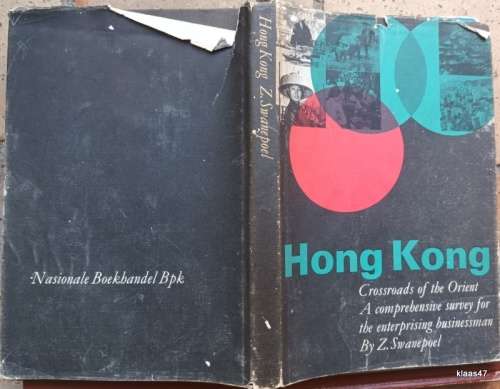 Nasionale Boekhandel Bpk
Hong Kong Z. Swanepoel
Hong Kong
Crossroads of the Orient
A comprehensive survey for
the enterprising businessman
By Z. Swanepoel
klaas47